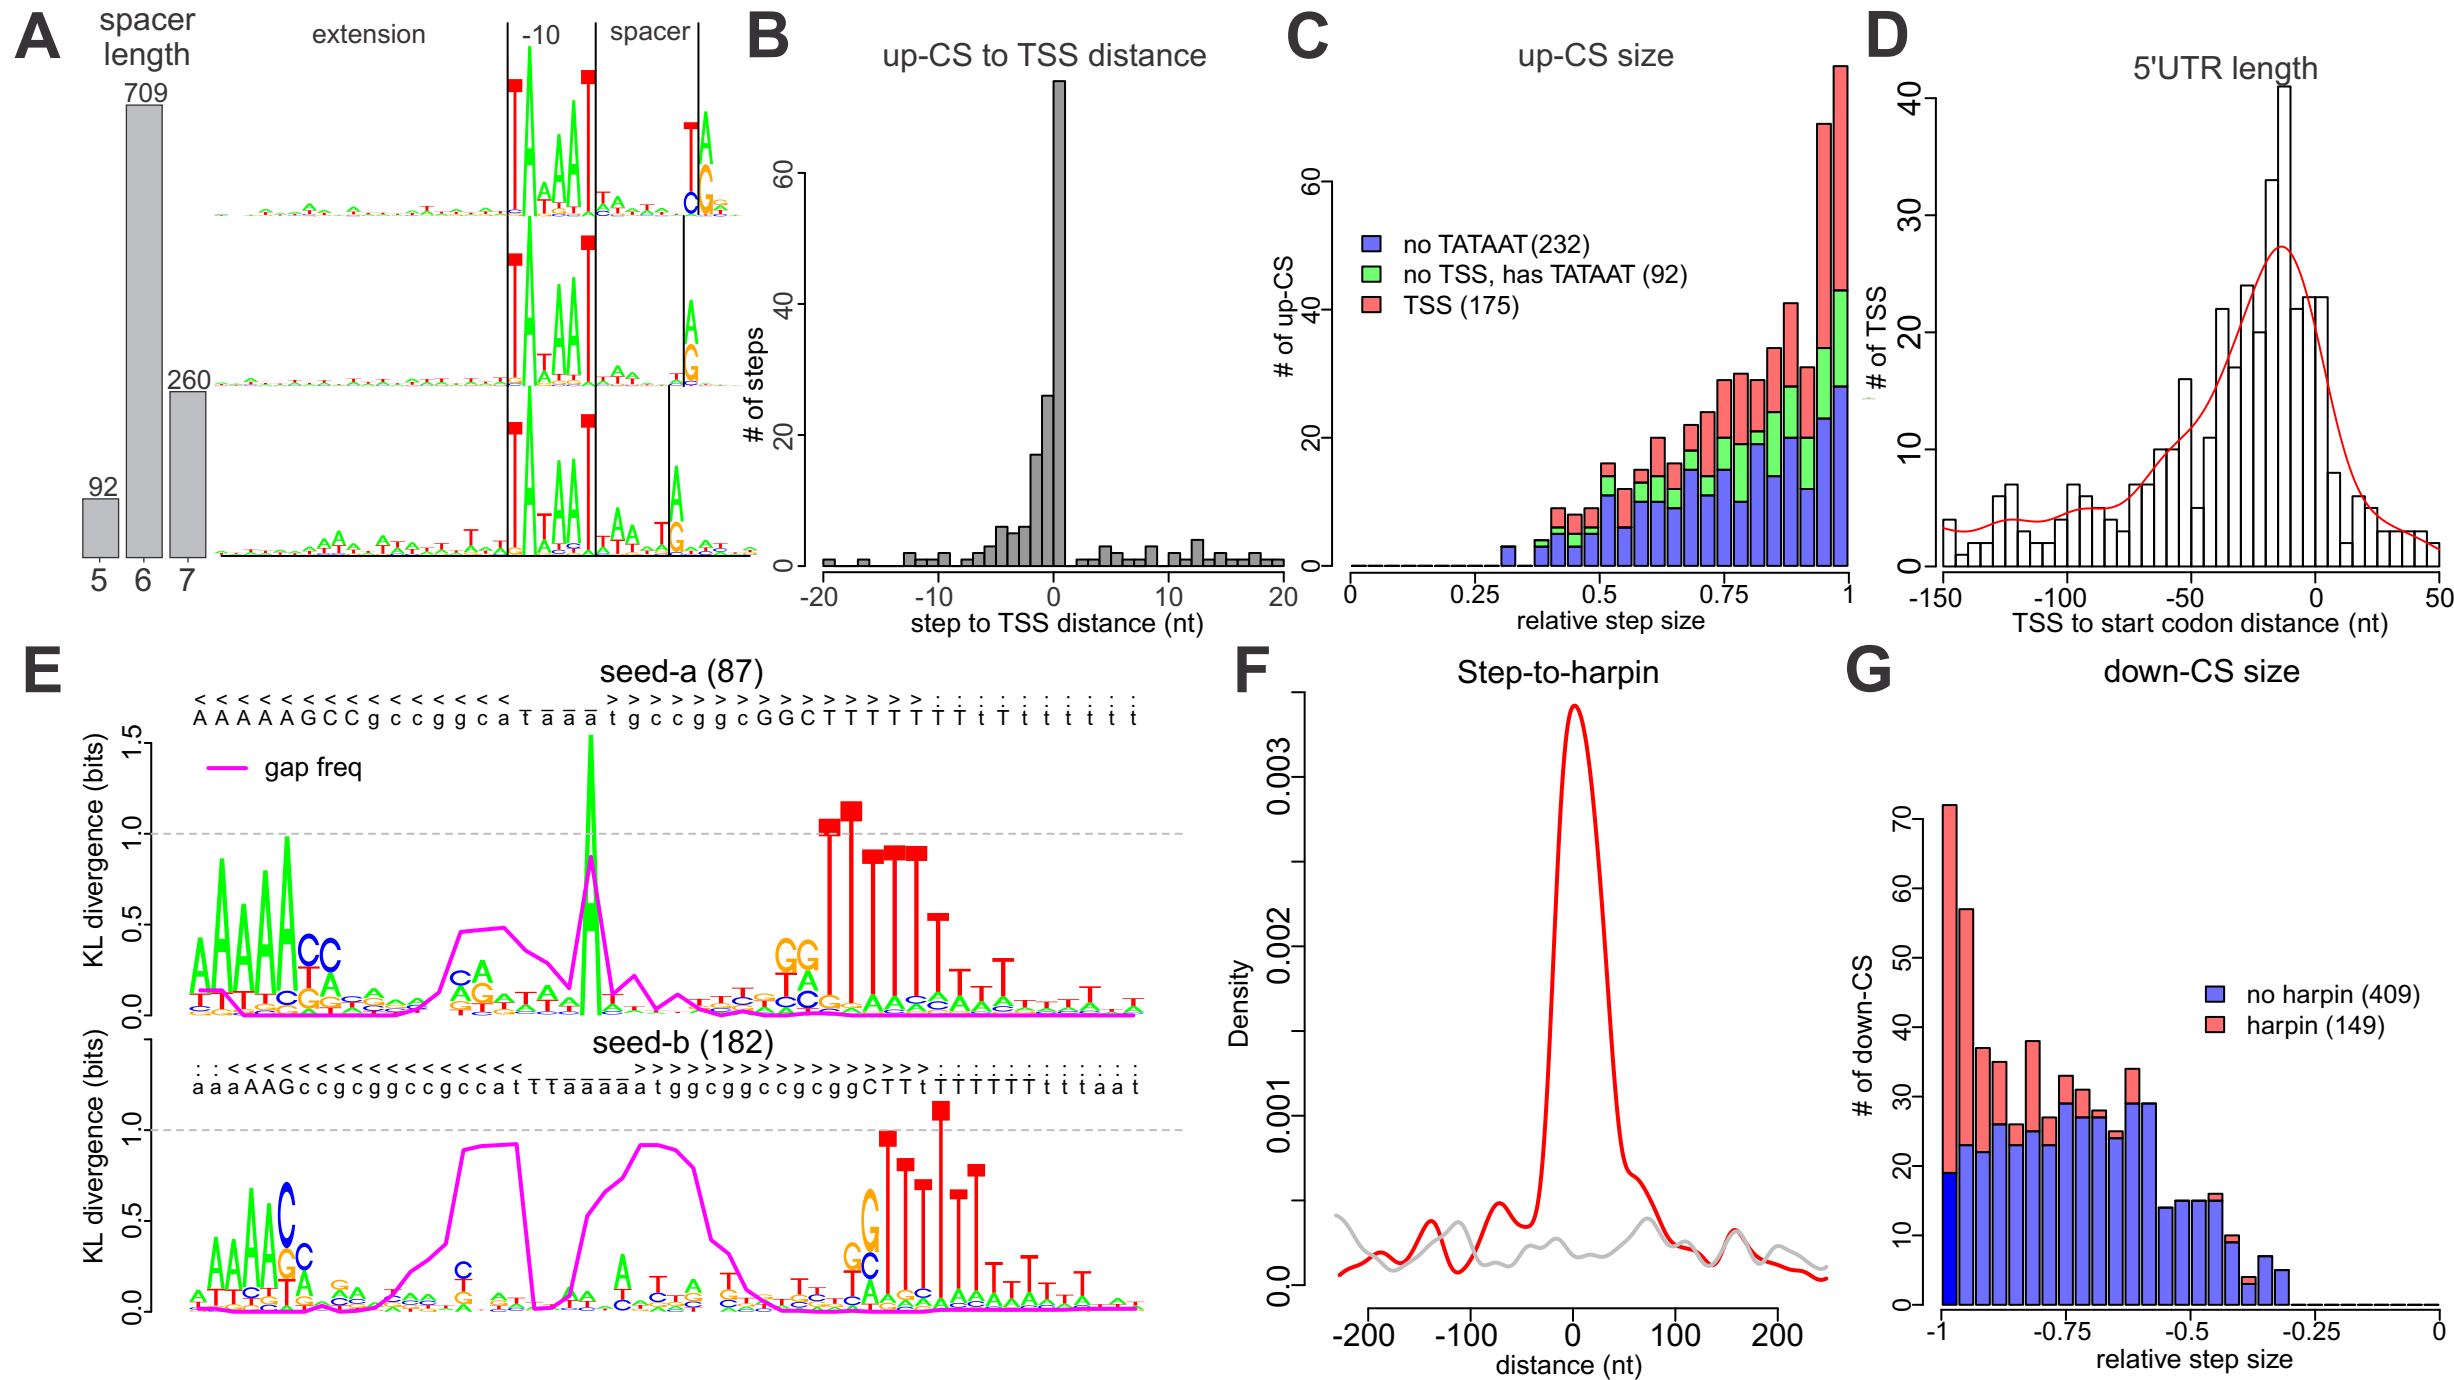 A
spacer
length
709
260
92
5 6 7
extension
-10
spacer
B
up-CS to TSS distance
# of steps
0 20 40 60
-20 -10 0 10 20
step to TSS distance (nt)
C
up-CS size
# of up-CS
0 20 40 60
no TATAAT (232)
no TSS, has TATAAT (92)
TSS (175)
0 0.25 0.5 0.75 1
relative step size
D
5'UTR length
# of TSS
0 10 20 30 40
-150 -100 -50 0 50
TSS to start codon distance (nt)
E
seed-a (87)
< < < < < < < < < < < < < < < > > > > > > > > > > > > > > > : : : : : : : : : :
A A A A A G C C g c c g g c a T a a a t g c c g g c G G C T T T T T T T t T t t t t t t
KL divergence (bits)
0.0 0.5 1.0 1.5
gap freq
seed-b (182)
a a a A A G c c g c g g c c g c c a t T T a a a a a t g g c g g c c g c g g C T T t T T T T T T t t t a a t
KL divergence (bits)
0.0 0.5 1.0
F
Step-to-harpin
Density
0.0 0.001 0.002 0.003
-200 -100 0 100 200
distance (nt)
G
down-CS size
# of down-CS
0 10 20 30 40 50 60 70
no harpin (409)
harpin (149)
-1 -0.75 -0.5 -0.25 0
relative step size